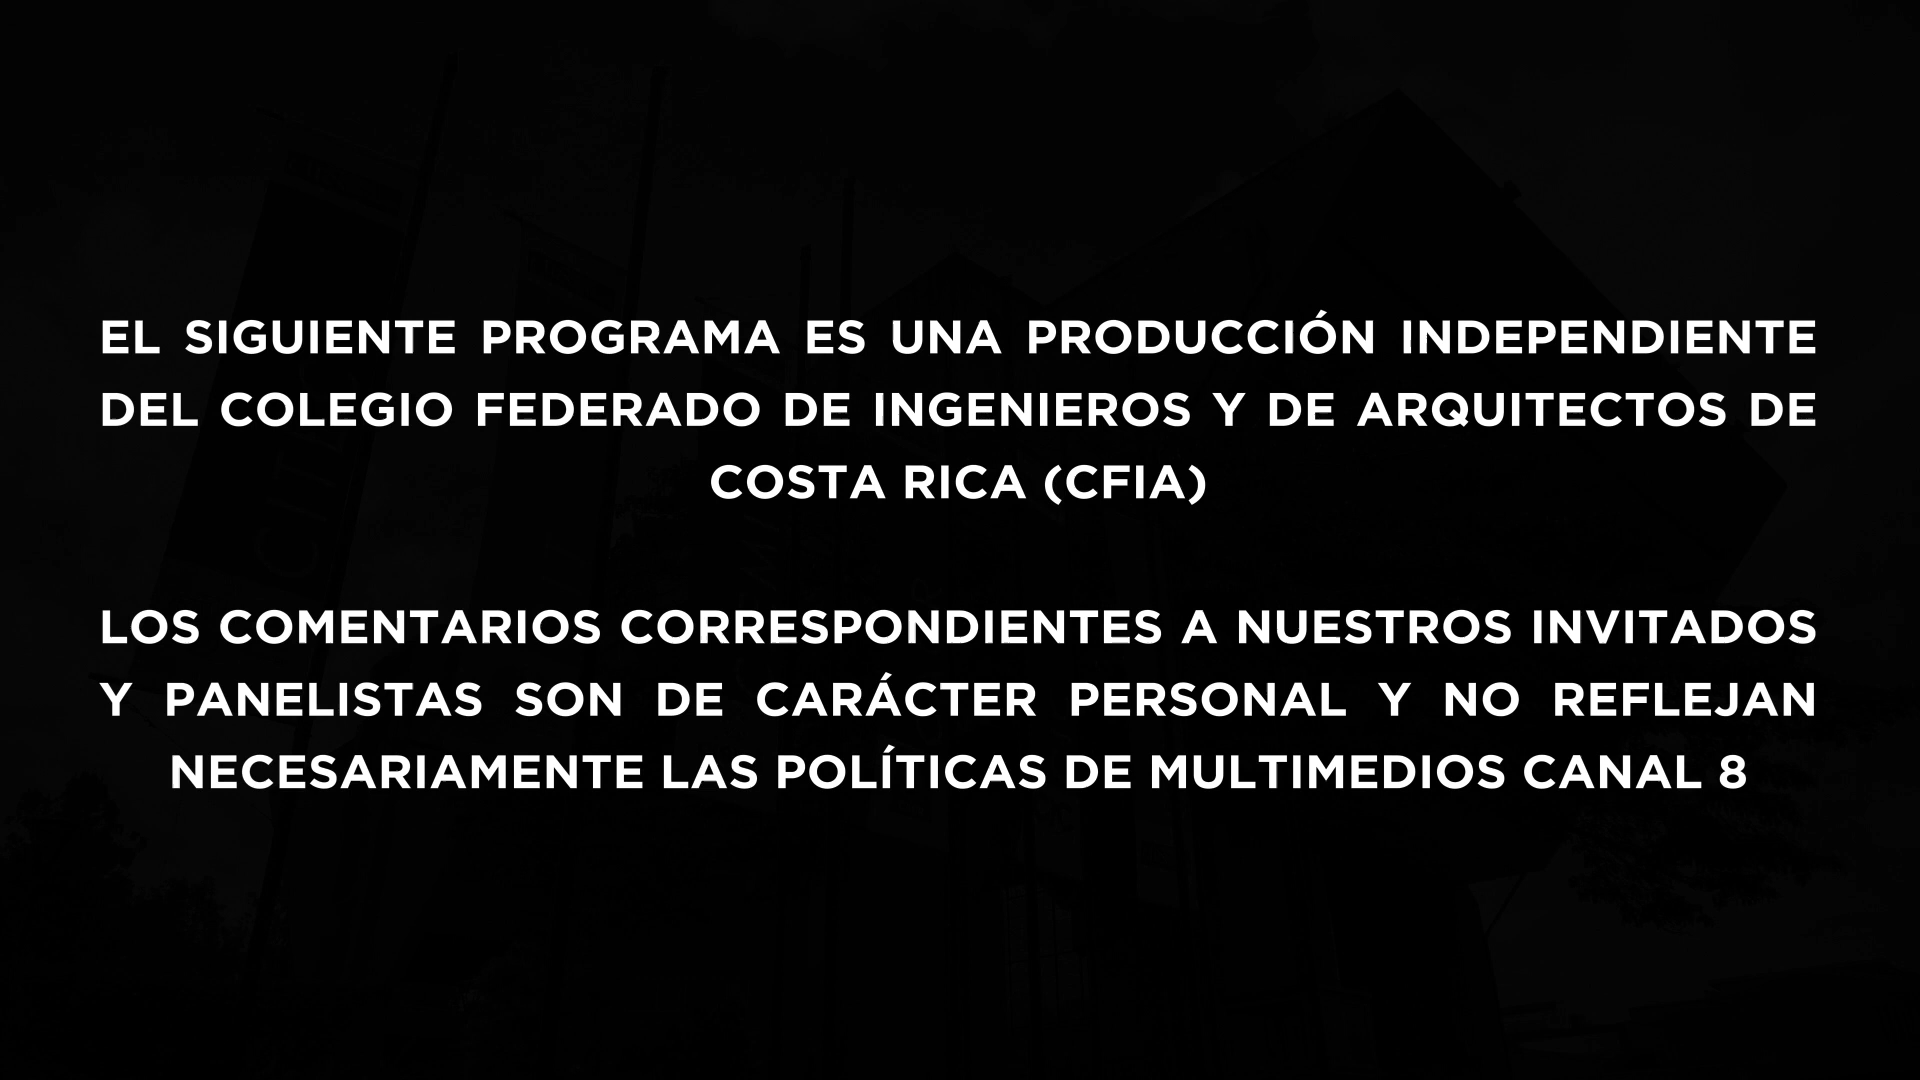 EL SIGUIENTE PROGRAMA ES UNA PRODUCCIÓN INDEPENDIENTE
DEL COLEGIO FEDERADO DE INGENIEROS Y DE ARQUITECTOS DE
COSTA RICA (CFIA)
LOS COMENTARIOS CORRESPONDIENTES A NUESTROS INVITADOS
Y PANELISTAS SON DE CARÁCTER PERSONAL Y NO REFLEJAN
NECESARIAMENTE LAS POLÍTICAS DE MULTIMEDIOS CANAL 8